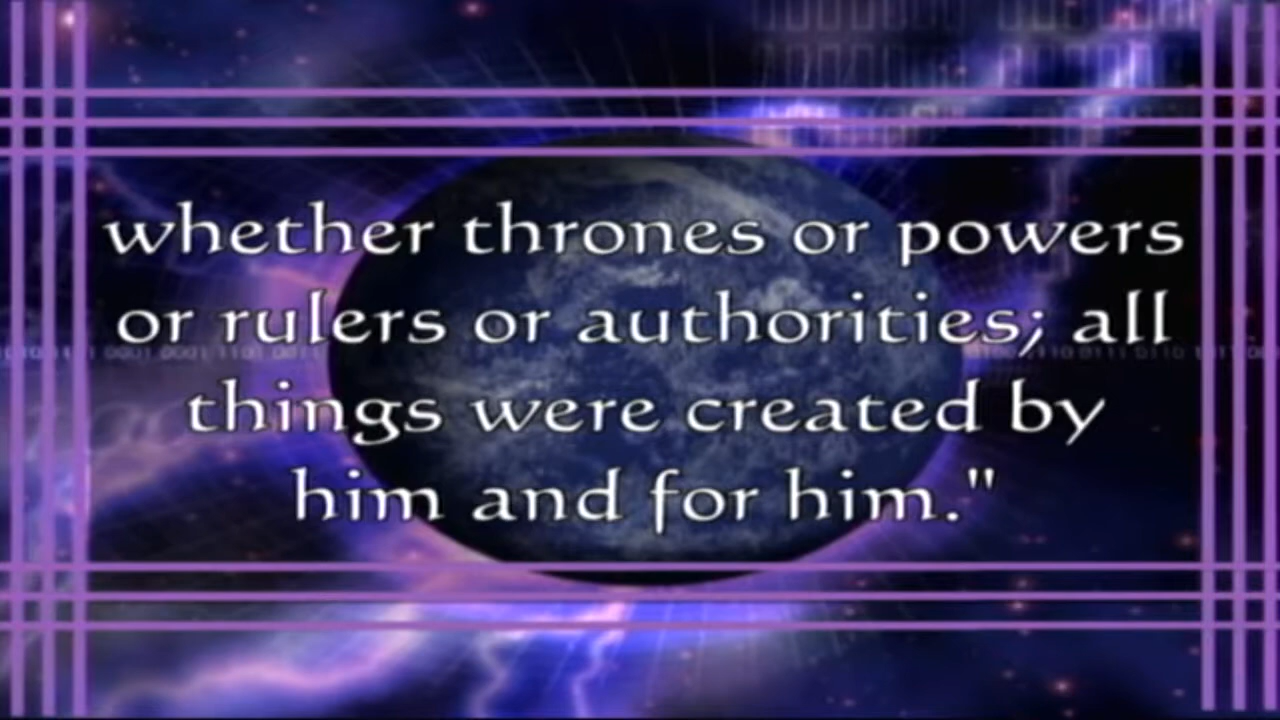 whether thrones or powers
or rulers or authorities; all
things were created by
him and for him."